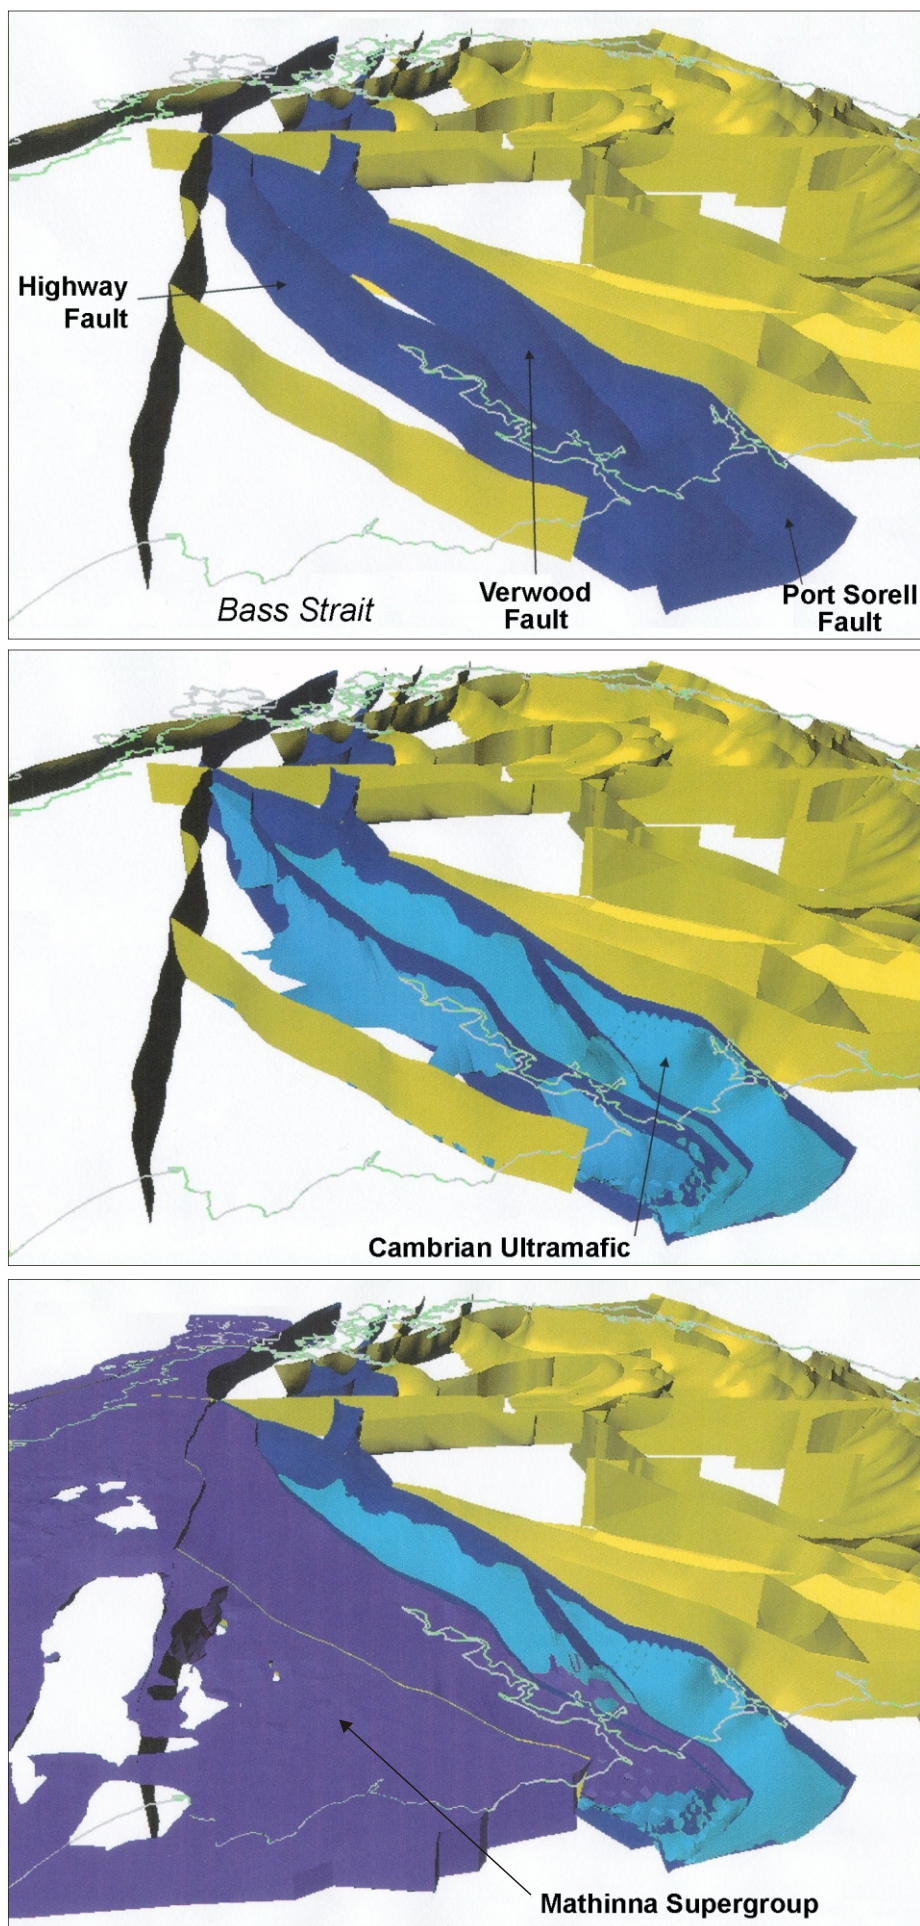 Highway
Fault
Bass Strait
Verwood
Fault
Port Sorell
Fault
Cambrian Ultramafic
Mathinna Supergroup